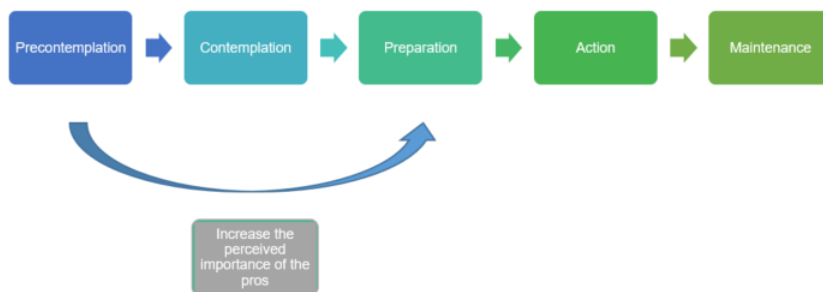 Precontemplation
Contemplation
Preparation
Action
Maintenance
Increase the
perceived
importance of the
pros